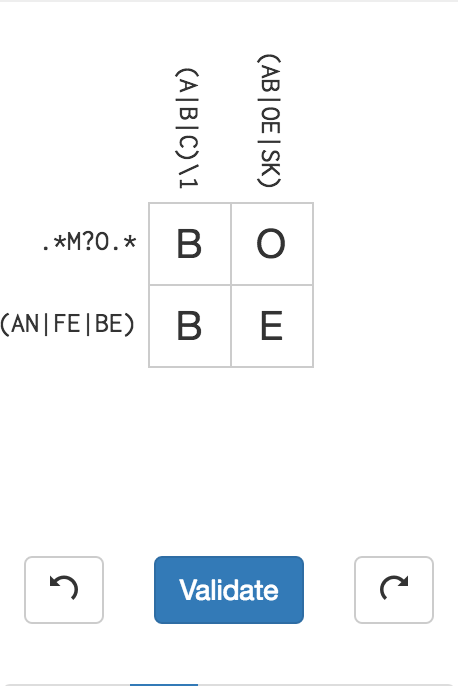 (A|B|C)\1
(AB|OE|SK)
.*M?O.*
B O
(AN|FE|BE)
B E
Validate